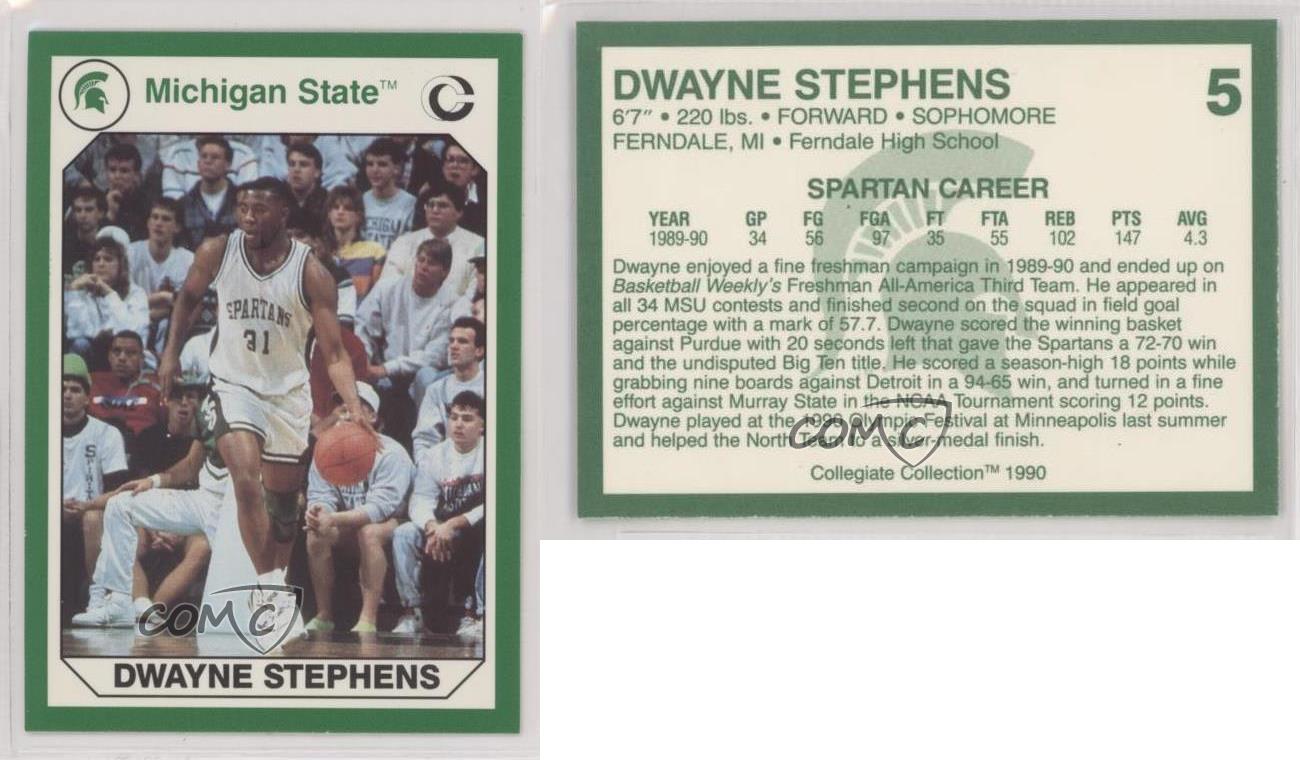 Michigan State™
SPARTANS
31
DWAYNE STEPHENS
COMC
DWAYNE STEPHENS
5
6'7" • 220 lbs. • FORWARD • SOPHOMORE
FERNDALE, MI • Ferndale High School
SPARTAN CAREER
YEAR GP FG FGA FT FTA REB PTS AVG
1989-90 34 56 97 35 55 102 147 4.3
Dwayne enjoyed a fine freshman campaign in 1989-90 and ended up on
Basketball Weekly's Freshman All-America Third Team. He appeared in
all 34 MSU contests and finished second on the squad in field goal
percentage with a mark of 57.7. Dwayne scored the winning basket
against Purdue with 20 seconds left that gave the Spartans a 72-70 win
and the undisputed Big Ten title. He scored a season-high 18 points while
grabbing nine boards against Detroit in a 94-65 win, and turned in a fine
effort against Murray State in the NCAA Tournament scoring 12 points.
Dwayne played at the 1990 Olympic Festival at Minneapolis last summer
and helped the North Team to a silver-medal finish.
COMC
Collegiate Collection™ 1990